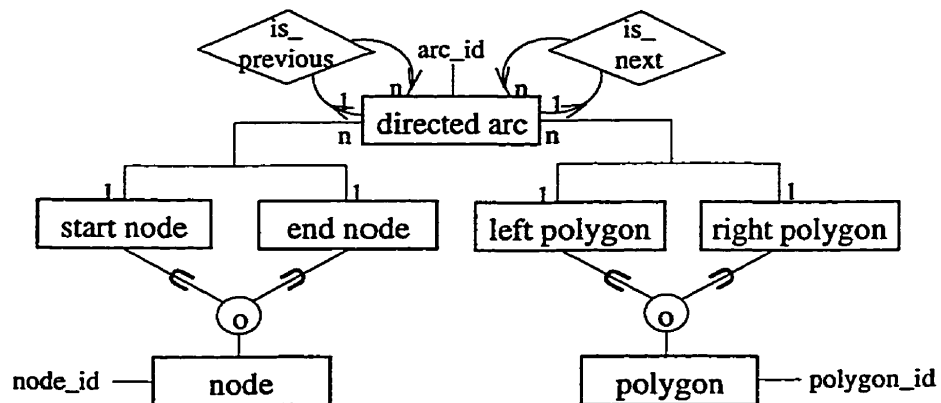 is_
previous
arc_id
is_
next
n
n
1
1
directed arc
n
n
1
1
1
1
start node
end node
left polygon
right polygon
o
o
node_id
node
polygon
polygon_id